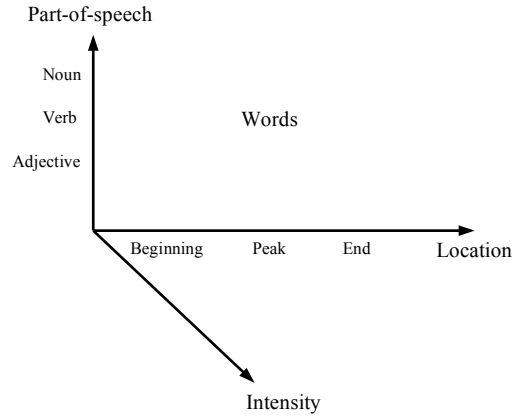 Part-of-speech
Noun
Verb
Words
Adjective
Beginning Peak End Location
Intensity